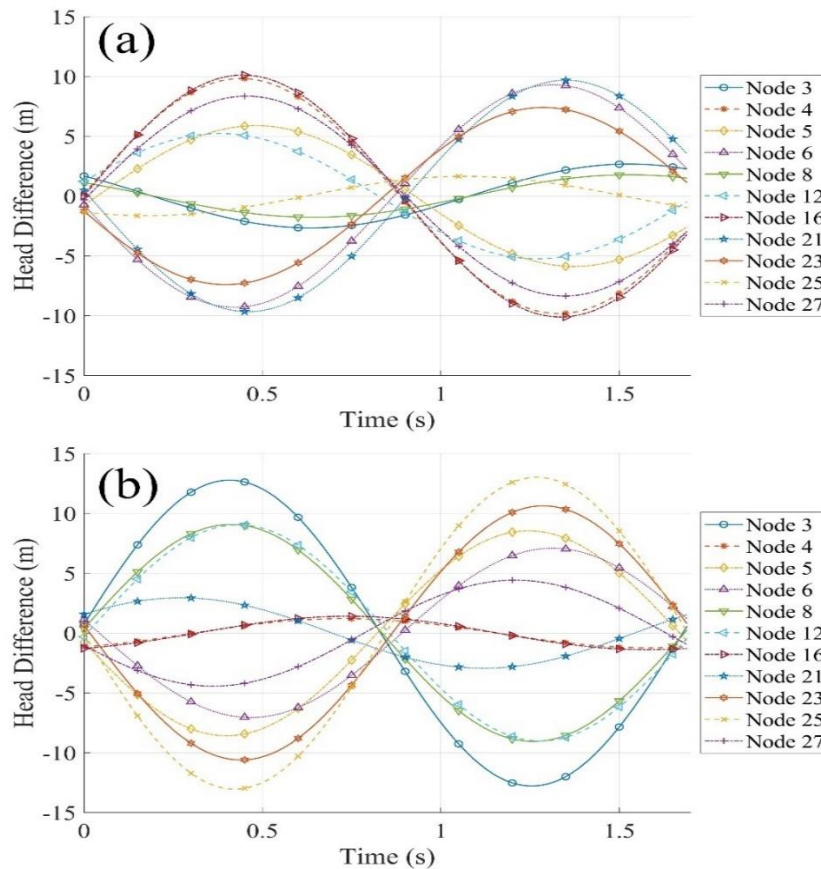 (a)
15
10
5
0
-5
-10
-15
Head Difference (m)
0
0.5
1
1.5
Time (s)
Node 3
Node 4
Node 5
Node 6
Node 8
Node 12
Node 16
Node 21
Node 23
Node 25
Node 27
(b)
15
10
5
0
-5
-10
-15
Head Difference (m)
0
0.5
1
1.5
Time (s)
Node 3
Node 4
Node 5
Node 6
Node 8
Node 12
Node 16
Node 21
Node 23
Node 25
Node 27